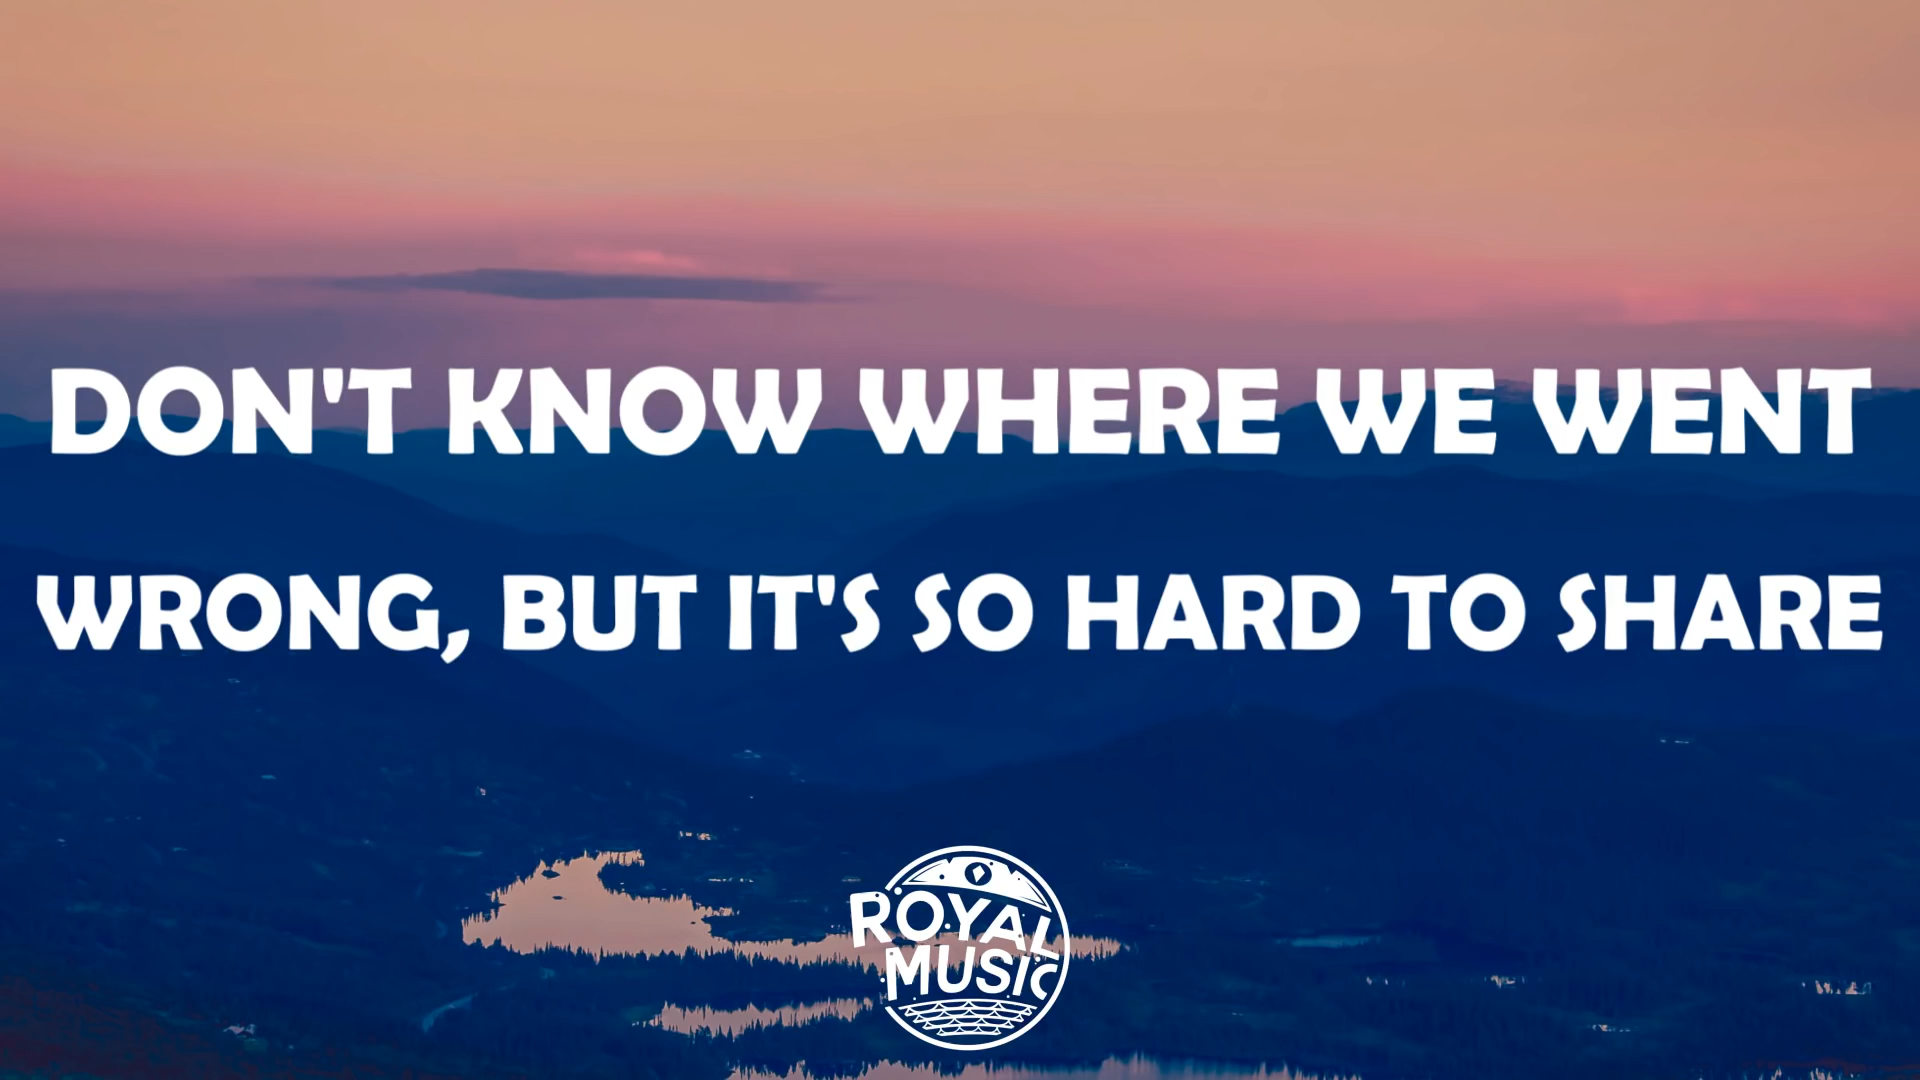 DON'T KNOW WHERE WE WENT
WRONG, BUT IT'S SO HARD TO SHARE
ROYAL
MUSIC